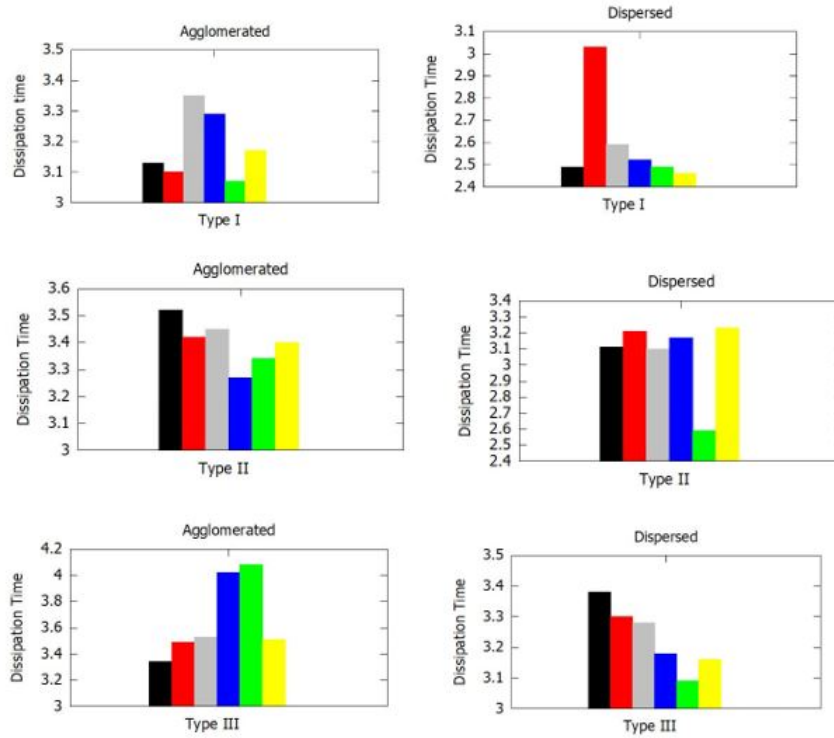 Agglomerated
Dissipation time
3.5
3.4
3.3
3.2
3.1
3
Type I
Dispersed
Dissipation Time
3.1
3
2.9
2.8
2.7
2.6
2.5
2.4
Type I
Agglomerated
Dissipation Time
3.6
3.5
3.4
3.3
3.2
3.1
3
Type II
Dispersed
Dissipation Time
3.4
3.3
3.2
3.1
3
2.9
2.8
2.7
2.6
2.5
2.4
Type II
Agglomerated
Dissipation Time
4.2
4
3.8
3.6
3.4
3.2
3
Type III
Dispersed
Dissipation Time
3.5
3.4
3.3
3.2
3.1
3
Type III